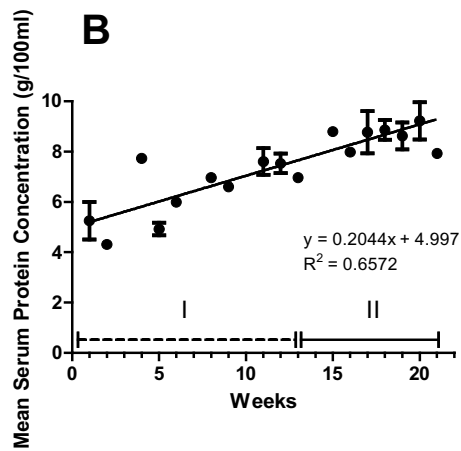 B
Mean Serum Protein Concentration (g/100ml)
10
8
6
4
2
0
y = 0.2044x + 4.997
R² = 0.6572
I
II
0 5 10 15 20
Weeks